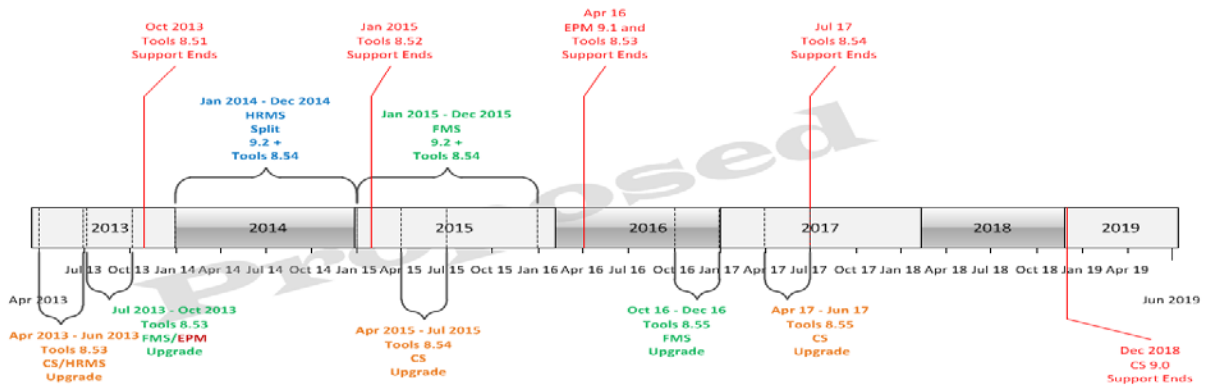 Oct 2013
Tools 8.51
Support Ends
Jan 2015
Tools 8.52
Support Ends
Apr 16
EPM 9.1 and
Tools 8.53
Support Ends
Jul 17
Tools 8.54
Support Ends
Jan 2014 - Dec 2014
HRMS
Split
9.2 +
Tools 8.54
Jan 2015 - Dec 2015
FMS
9.2 +
Tools 8.54
Proposed
2013 2014 2015 2016 2017 2018 2019
Jul 13 Oct 13 Jan 14 Apr 14 Jul 14 Oct 14 Jan 15 Apr 15 Jul 15 Oct 15 Jan 16 Apr 16 Jul 16 Oct 16 Jan 17 Apr 17 Jul 17 Oct 17 Jan 18 Apr 18 Jul 18 Oct 18 Jan 19 Apr 19
Apr 2013
Jun 2019
Apr 2013 - Jun 2013
Tools 8.53
CS/HRMS
Upgrade
Jul 2013 - Oct 2013
Tools 8.53
FMS/EPM
Upgrade
Apr 2015 - Jul 2015
Tools 8.54
CS
Upgrade
Oct 16 - Dec 16
Tools 8.55
FMS
Upgrade
Apr 17 - Jun 17
Tools 8.55
CS
Upgrade
Dec 2018
CS 9.0
Support Ends